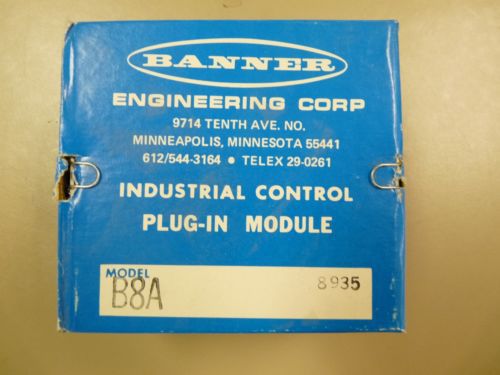 BANNER
ENGINEERING CORP
9714 TENTH AVE. NO.
MINNEAPOLIS, MINNESOTA 55441
612/544-3164 • TELEX 29-0261
INDUSTRIAL CONTROL
PLUG-IN MODULE
MODEL
B8A 8935